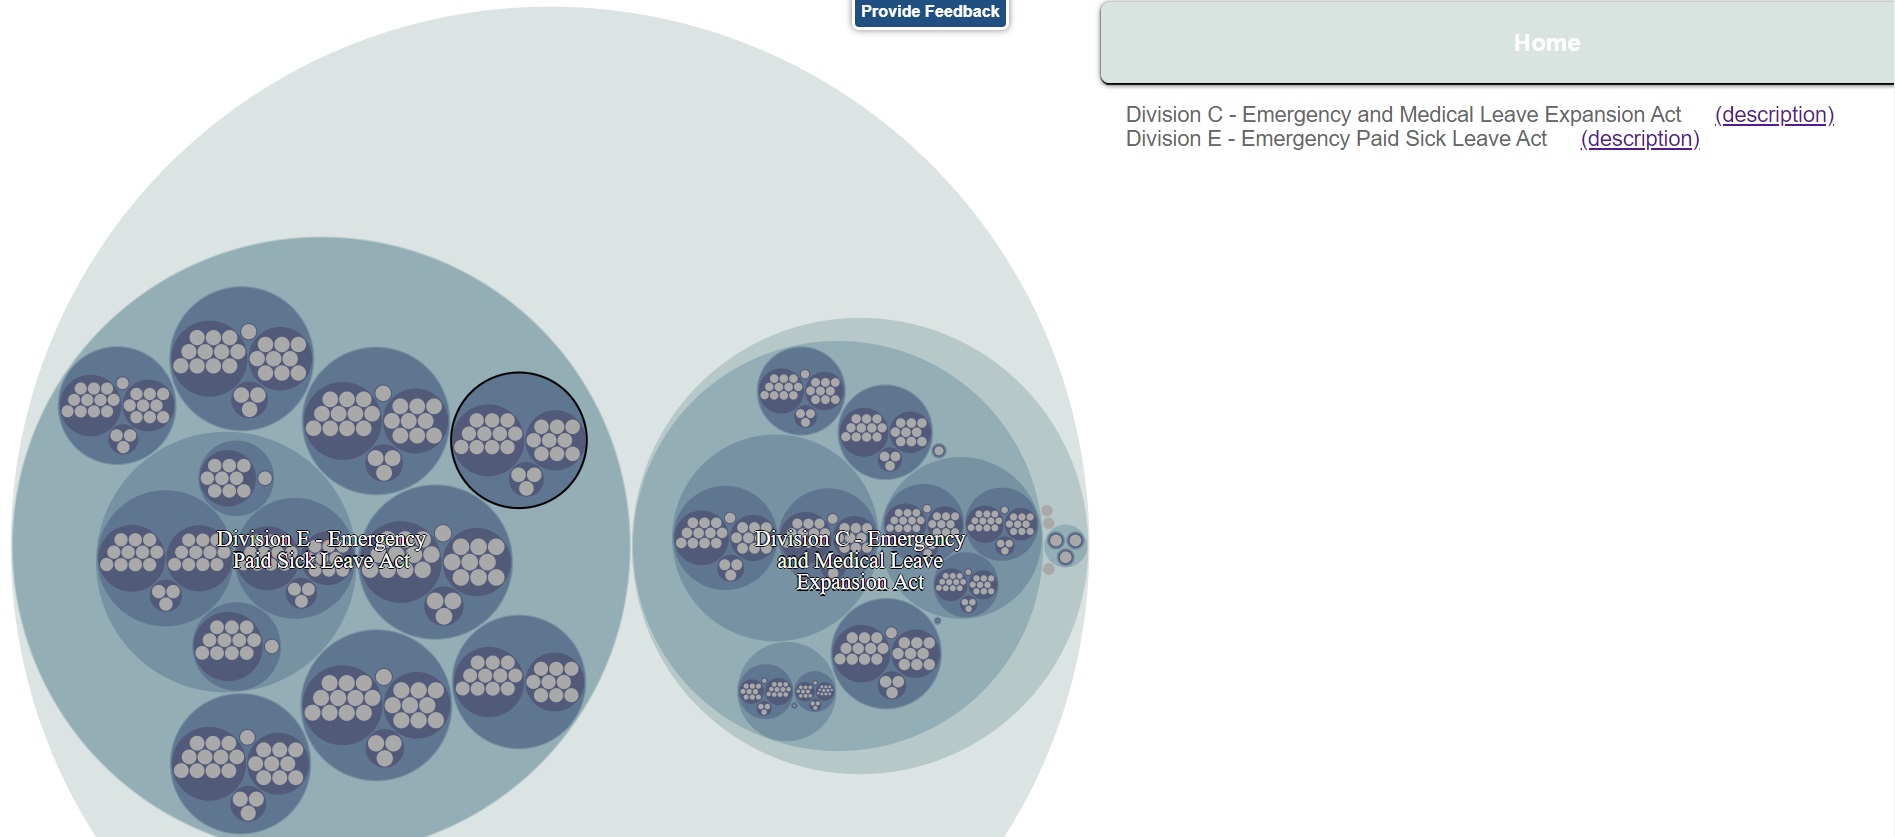 Provide Feedback
Home
Division C - Emergency and Medical Leave Expansion Act (description)
Division E - Emergency Paid Sick Leave Act (description)
Division E - Emergency
Paid Sick Leave Act
Division C - Emergency
and Medical Leave
Expansion Act